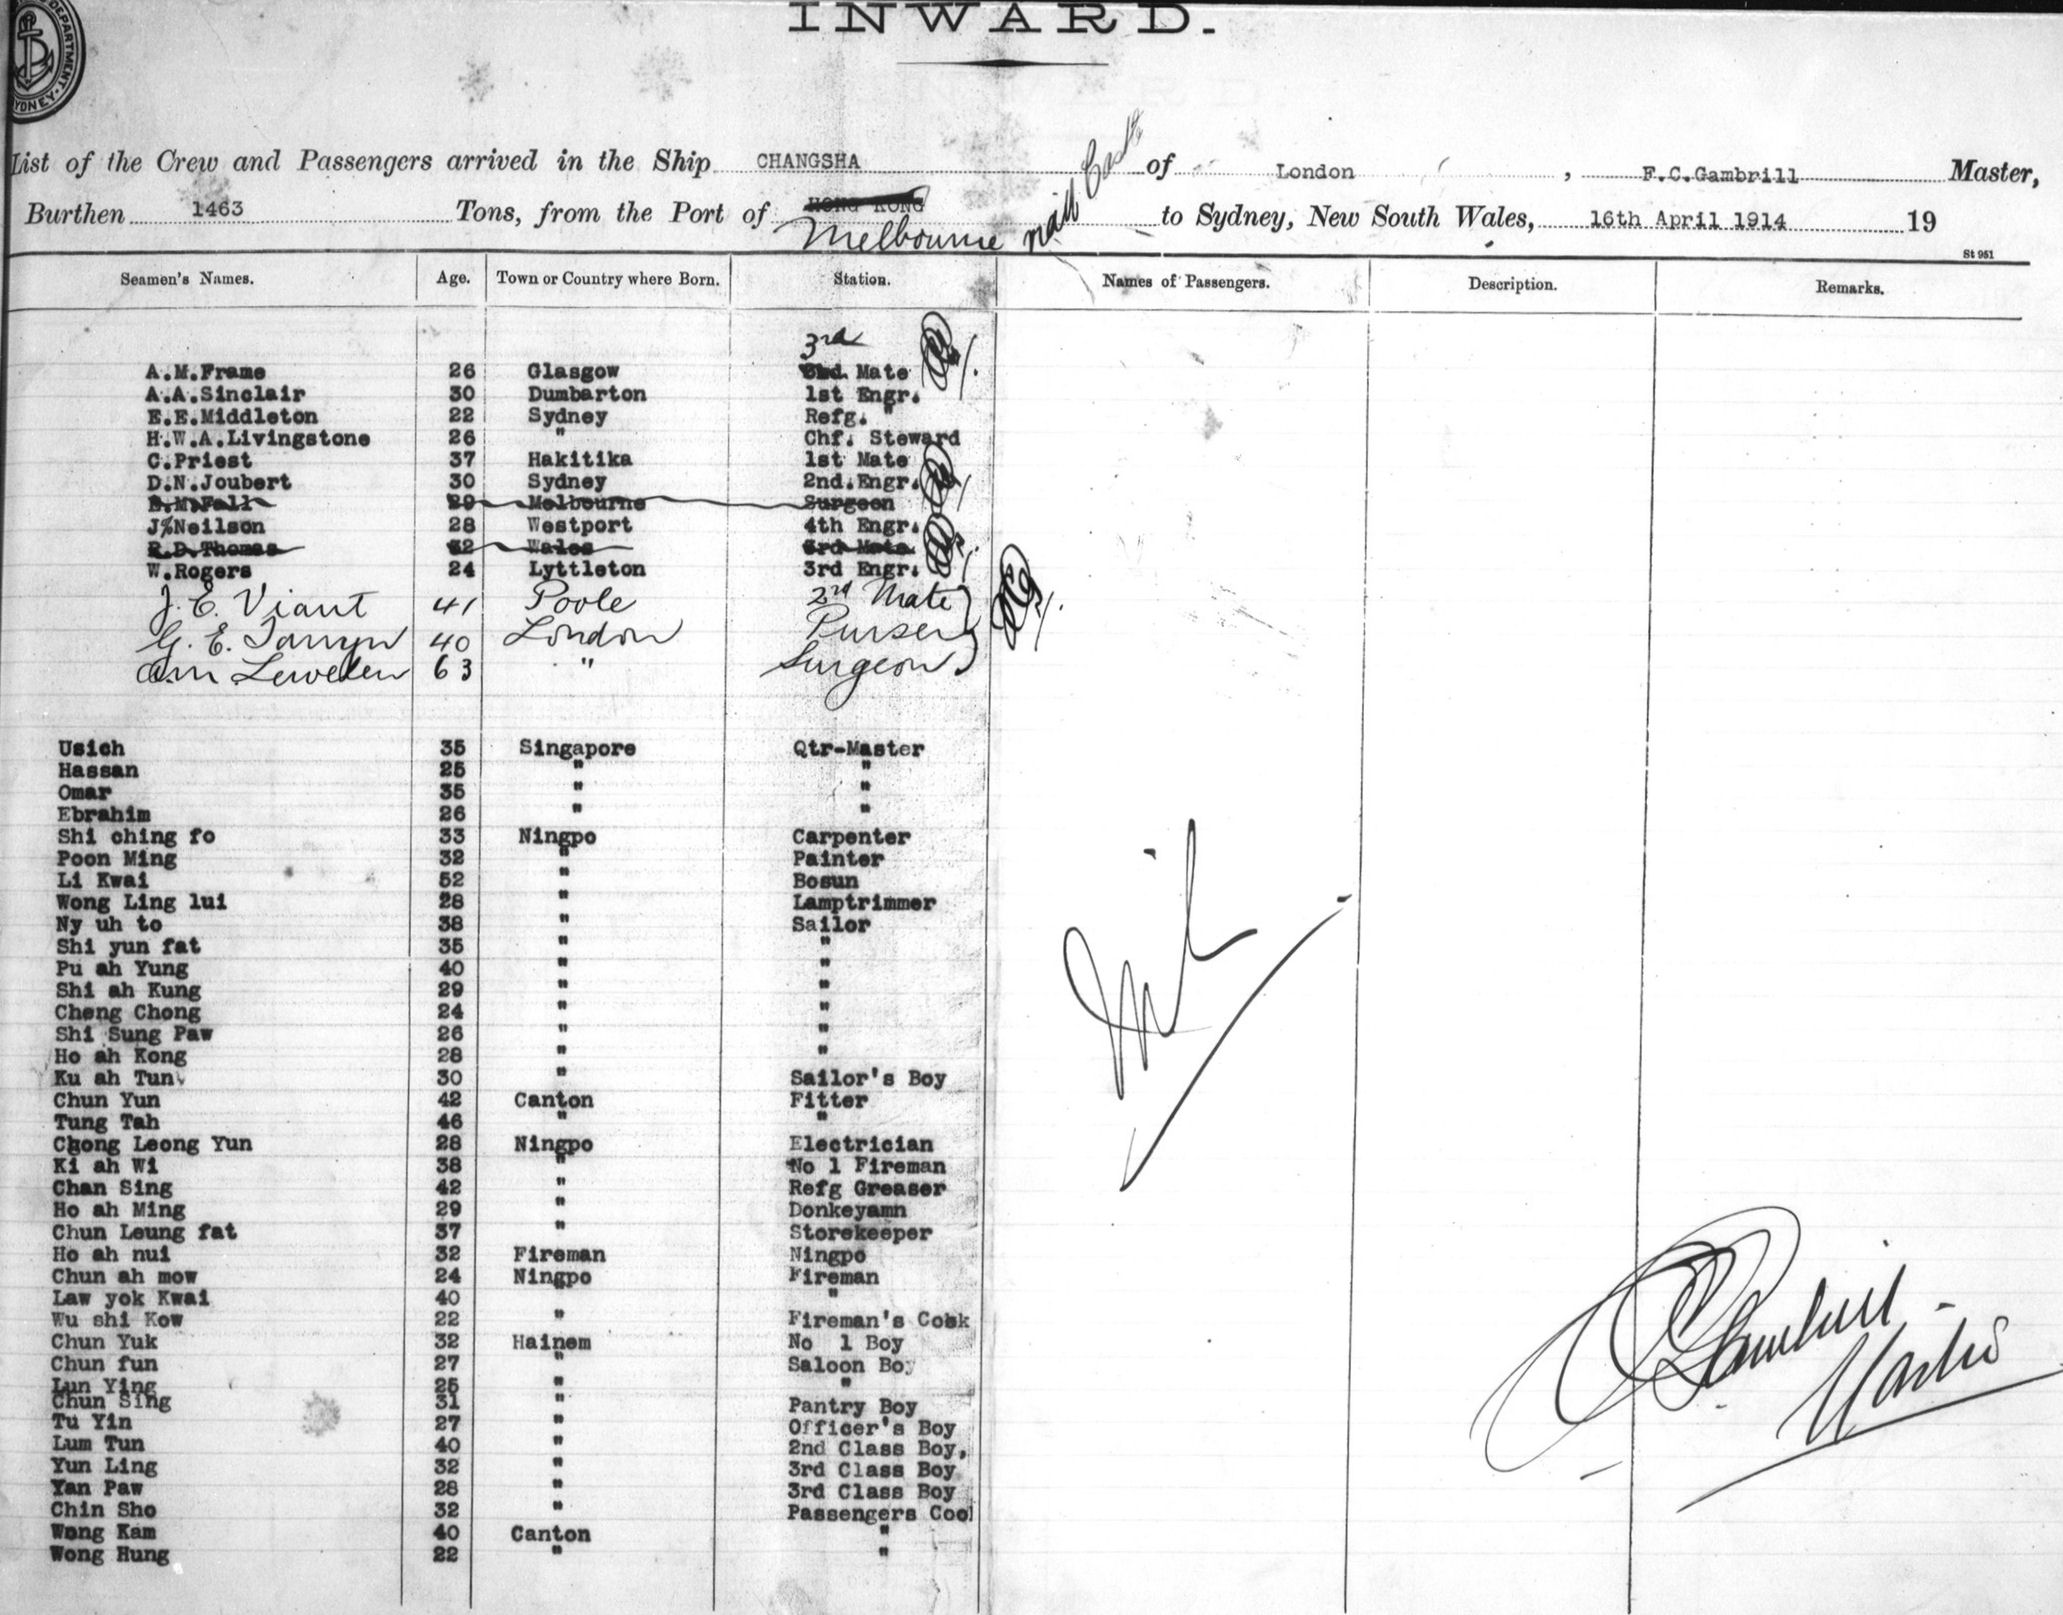 DEPARTMENT. SYDNEY.
INWARD.
List of the Crew and Passengers arrived in the Ship CHANGSHA of London , F.C.Gambrill Master,
Burthen 1463 Tons, from the Port of HONG KONG Melbourne to Sydney, New South Wales, 16th April 1914 19
St 951
Seamen's Names. Age. Town or Country where Born. Station. Names of Passengers. Description. Remarks.
3rd
A.M.Frame 26 Glasgow Mate
A.A.Sinclair 30 Dumbarton 1st Engr.
E.E.Middleton 22 Sydney Refg. "
H.W.A.Livingstone 26 " Chf. Steward
C.Priest 37 Hakitika 1st Mate
D.N.Joubert 30 Sydney 2nd.Engr.
29 Melbourne Surgeon
J%Neilson 28 Westport 4th Engr.
R.D.Thomas 32 Wales 3rd Mate
W.Rogers 24 Lyttleton 3rd Engr.
J. E. Viant 41 Poole 2nd Mate
G. E. 40 London Purser
63 " Surgeon
Usich 35 Singapore Qtr-Master
Hassan 25 " "
Omar 35 " "
Ebrahim 26 " "
Shi ching fo 33 Ningpo Carpenter
Poon Ming 32 " Painter
Li Kwai 52 " Bosun
Wong Ling lui 28 " Lamptrimmer
Ny uh to 38 " Sailor
Shi yun fat 35 " "
Pu ah Yung 40 " "
Shi ah Kung 29 " "
Cheng Chong 24 " "
Shi Sung Paw 26 " "
Ho ah Kong 28 " "
Ku ah Tun 30 " Sailor's Boy
Chun Yun 42 Canton Fitter
Tung Tah 46 " "
Chong Leong Yun 28 Ningpo Electrician
Ki ah Wi 38 " No 1 Fireman
Chan Sing 42 " Refg Greaser
Ho ah Ming 29 " Donkeyamn
Chun Leung fat 37 " Storekeeper
Ho ah nui 32 Fireman Ningpo
Chun ah mow 24 Ningpo Fireman
Law yok Kwai 40 "
Wu shi Kow 22 " Fireman's Cook
Chun Yuk 32 Hainem No 1 Boy
Chun fun 27 " Saloon Boy
Lun Ying 25 " "
Chun Sing 31 " Pantry Boy
Tu Yin 27 " Officer's Boy
Lum Tun 40 " 2nd Class Boy,
Yun Ling 32 " 3rd Class Boy
Yan Paw 28 " 3rd Class Boy
Chin Sho 32 " Passengers Coo
Wong Kam 40 Canton "
Wong Hung 22 " "
Nil
Gambrill
Master